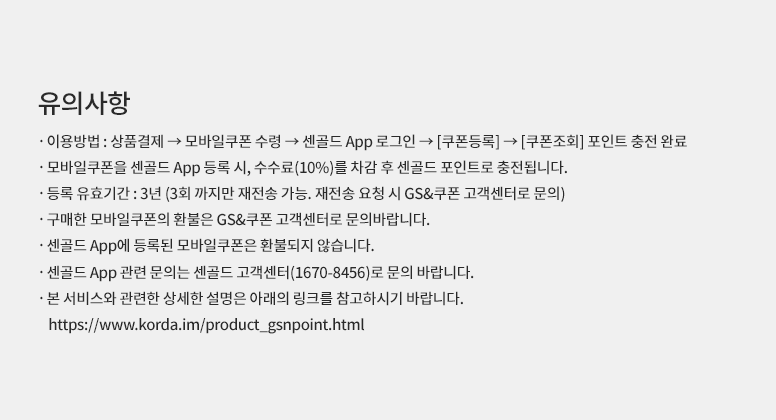 유의사항
· 이용방법 : 상품결제 → 모바일쿠폰 수령 → 센골드 App 로그인 → [쿠폰등록] → [쿠폰조회] 포인트 충전 완료
· 모바일쿠폰을 센골드 App 등록 시, 수수료(10%)를 차감 후 센골드 포인트로 충전됩니다.
· 등록 유효기간 : 3년 (3회 까지만 재전송 가능. 재전송 요청 시 GS&쿠폰 고객센터로 문의)
· 구매한 모바일쿠폰의 환불은 GS&쿠폰 고객센터로 문의바랍니다.
· 센골드 App에 등록된 모바일쿠폰은 환불되지 않습니다.
· 센골드 App 관련 문의는 센골드 고객센터(1670-8456)로 문의 바랍니다.
· 본 서비스와 관련한 상세한 설명은 아래의 링크를 참고하시기 바랍니다.
https://www.korda.im/product_gsnpoint.html